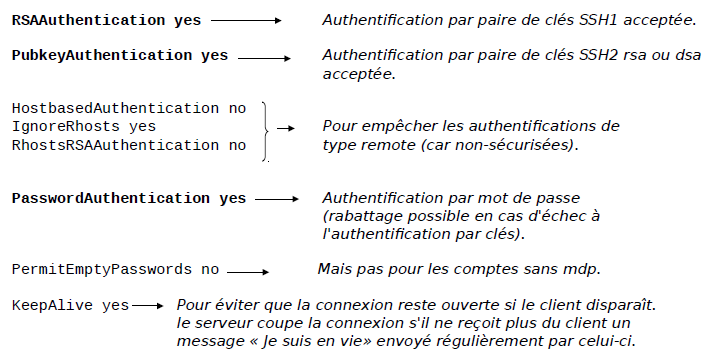 RSAAuthentication yes Authentification par paire de clés SSH1 acceptée.
PubkeyAuthentication yes Authentification par paire de clés SSH2 rsa ou dsa
acceptée.
HostbasedAuthentication no
IgnoreRhosts yes Pour empêcher les authentifications de
RhostsRSAAuthentication no type remote (car non-sécurisées).
PasswordAuthentication yes Authentification par mot de passe
(rabattage possible en cas d'échec à
l'authentification par clés).
PermitEmptyPasswords no Mais pas pour les comptes sans mdp.
KeepAlive yes Pour éviter que la connexion reste ouverte si le client disparaît.
le serveur coupe la connexion s'il ne reçoit plus du client un
message « Je suis en vie» envoyé régulièrement par celui-ci.